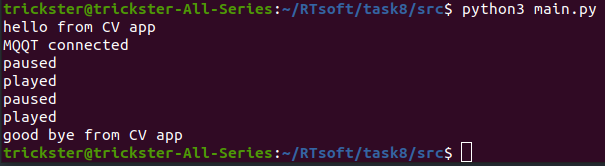 trickster@trickster-All-Series:~/RTsoft/task8/src$ python3 main.py
hello from CV app
MQQT connected
paused
played
paused
played
good bye from CV app
trickster@trickster-All-Series:~/RTsoft/task8/src$